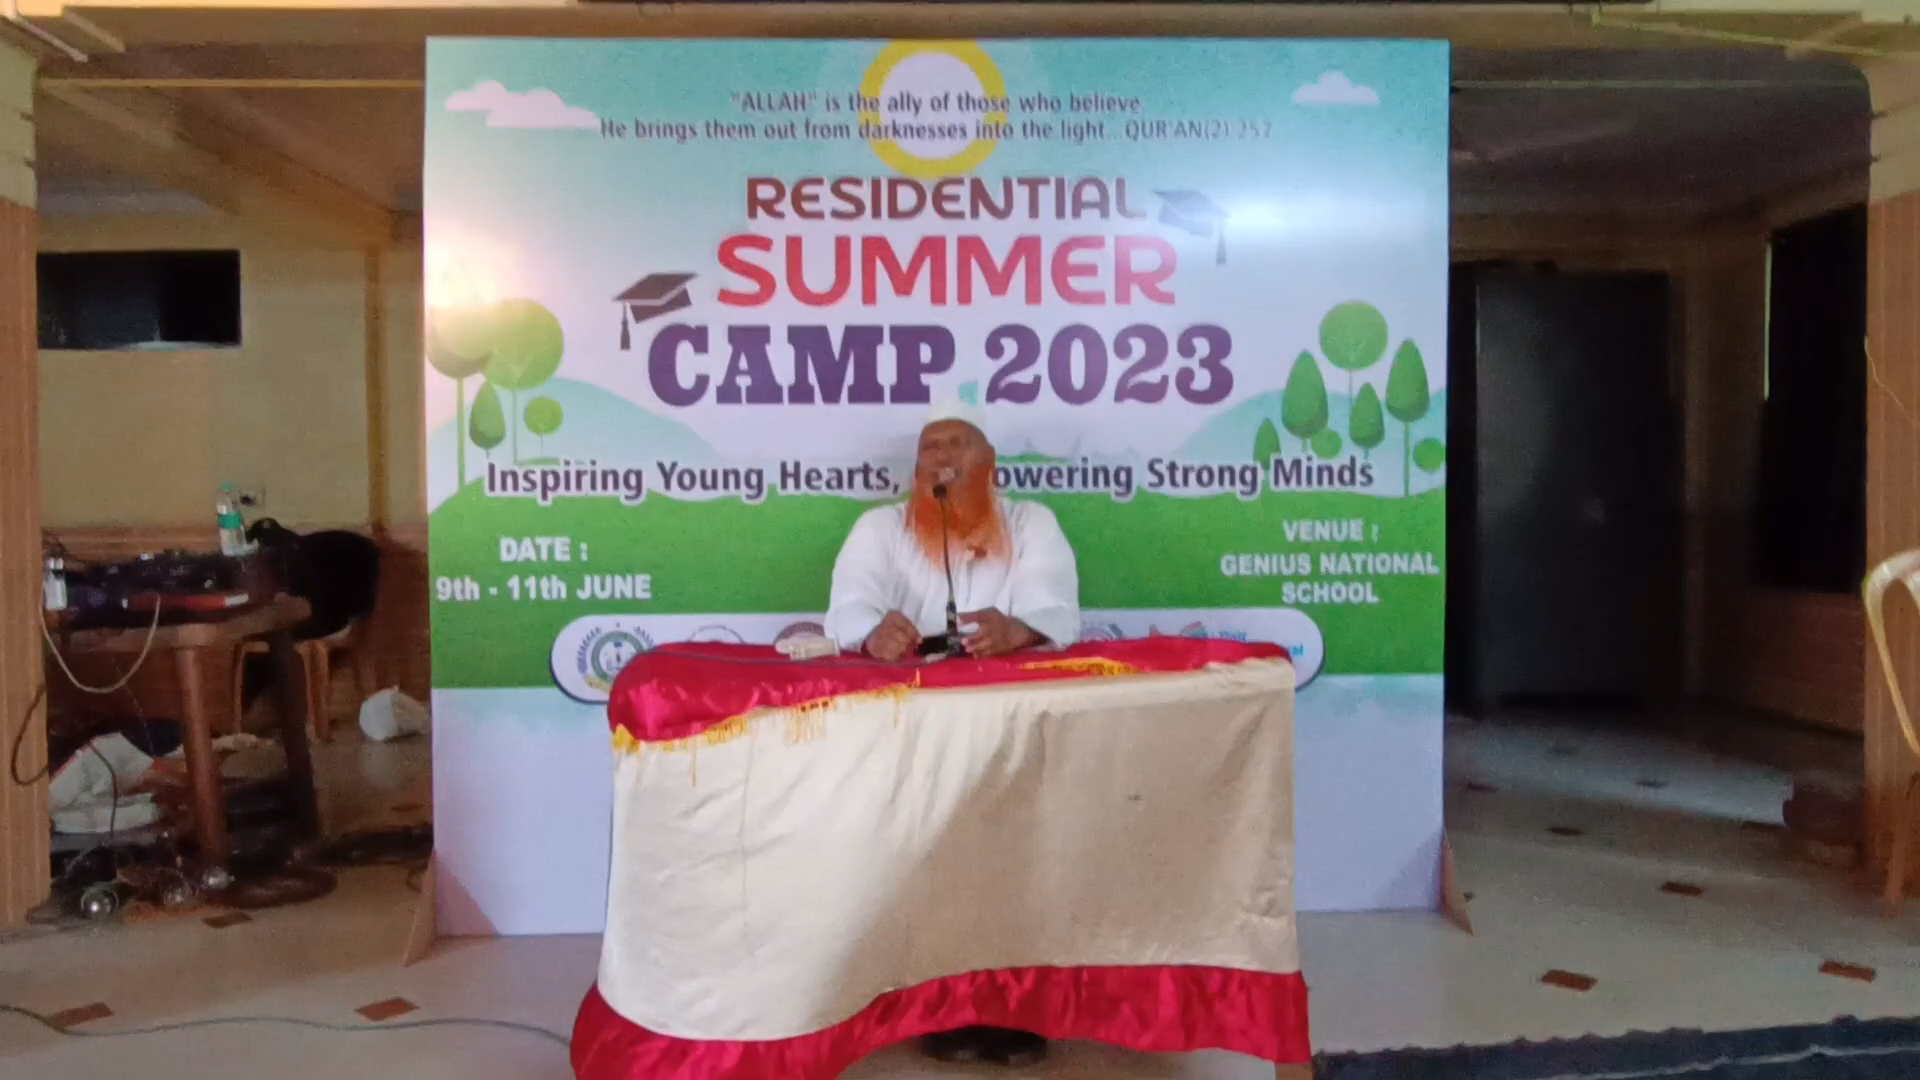 "ALLAH" is the ally of those who believe
He brings them out from darknesses into the light...QUR'AN(2) 257
RESIDENTIAL
SUMMER
CAMP 2023
Inspiring Young Hearts, owering Strong Minds
DATE :
9th - 11th JUNE
VENUE :
GENIUS NATIONAL
SCHOOL